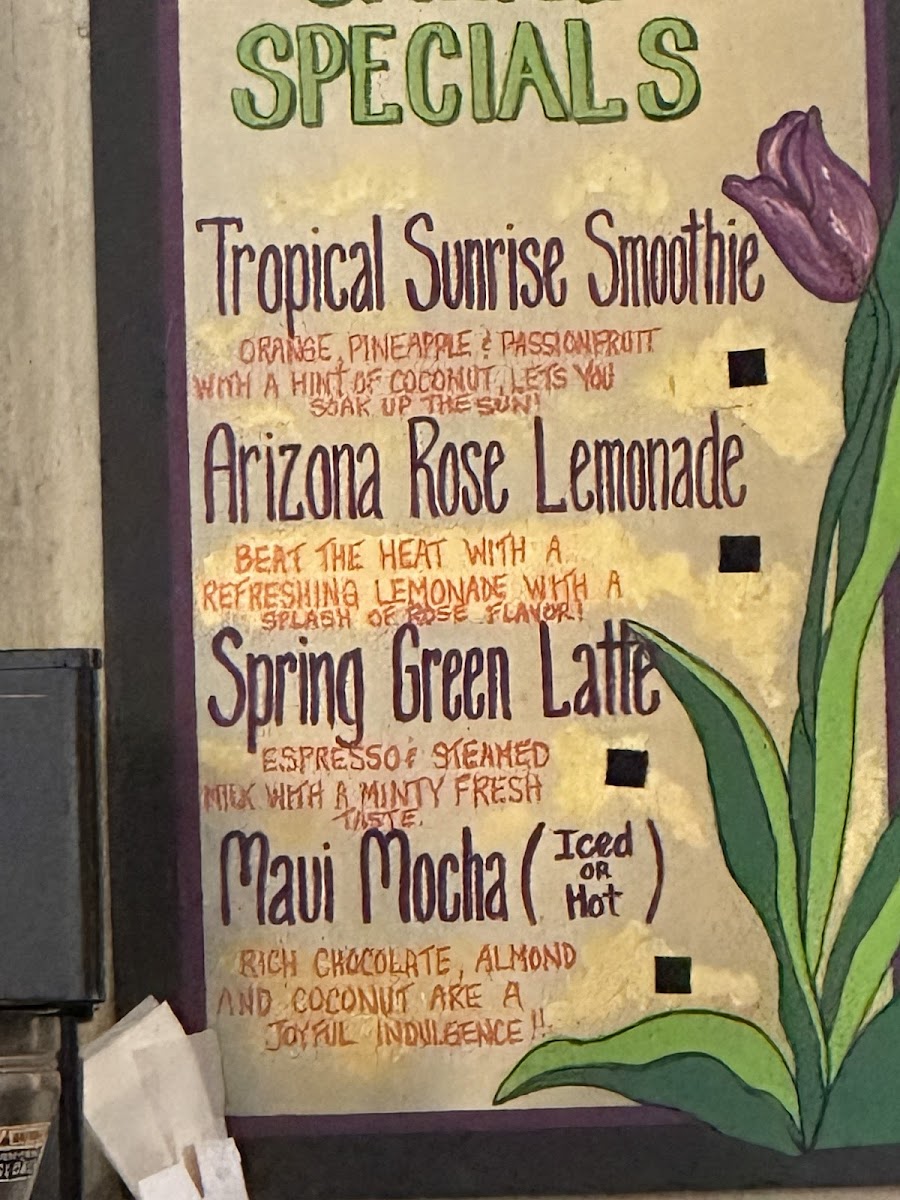 SPECIALS
Tropical Sunrise Smoothie
ORANGE, PINEAPPLE & PASSIONFRUIT
WITH A HINT OF COCONUT, LETS YOU
SOAK UP THE SUN!
Arizona Rose Lemonade
BEAT THE HEAT WITH A
REFRESHING LEMONADE WITH A
SPLASH OF ROSE FLAVOR!
Spring Green Latte
ESPRESSO & STEAMED
MILK WITH A MINTY FRESH
TASTE.
Maui Mocha (Iced
OR
Hot)
RICH CHOCOLATE, ALMOND
AND COCONUT ARE A
JOYFUL INDULGENCE!!